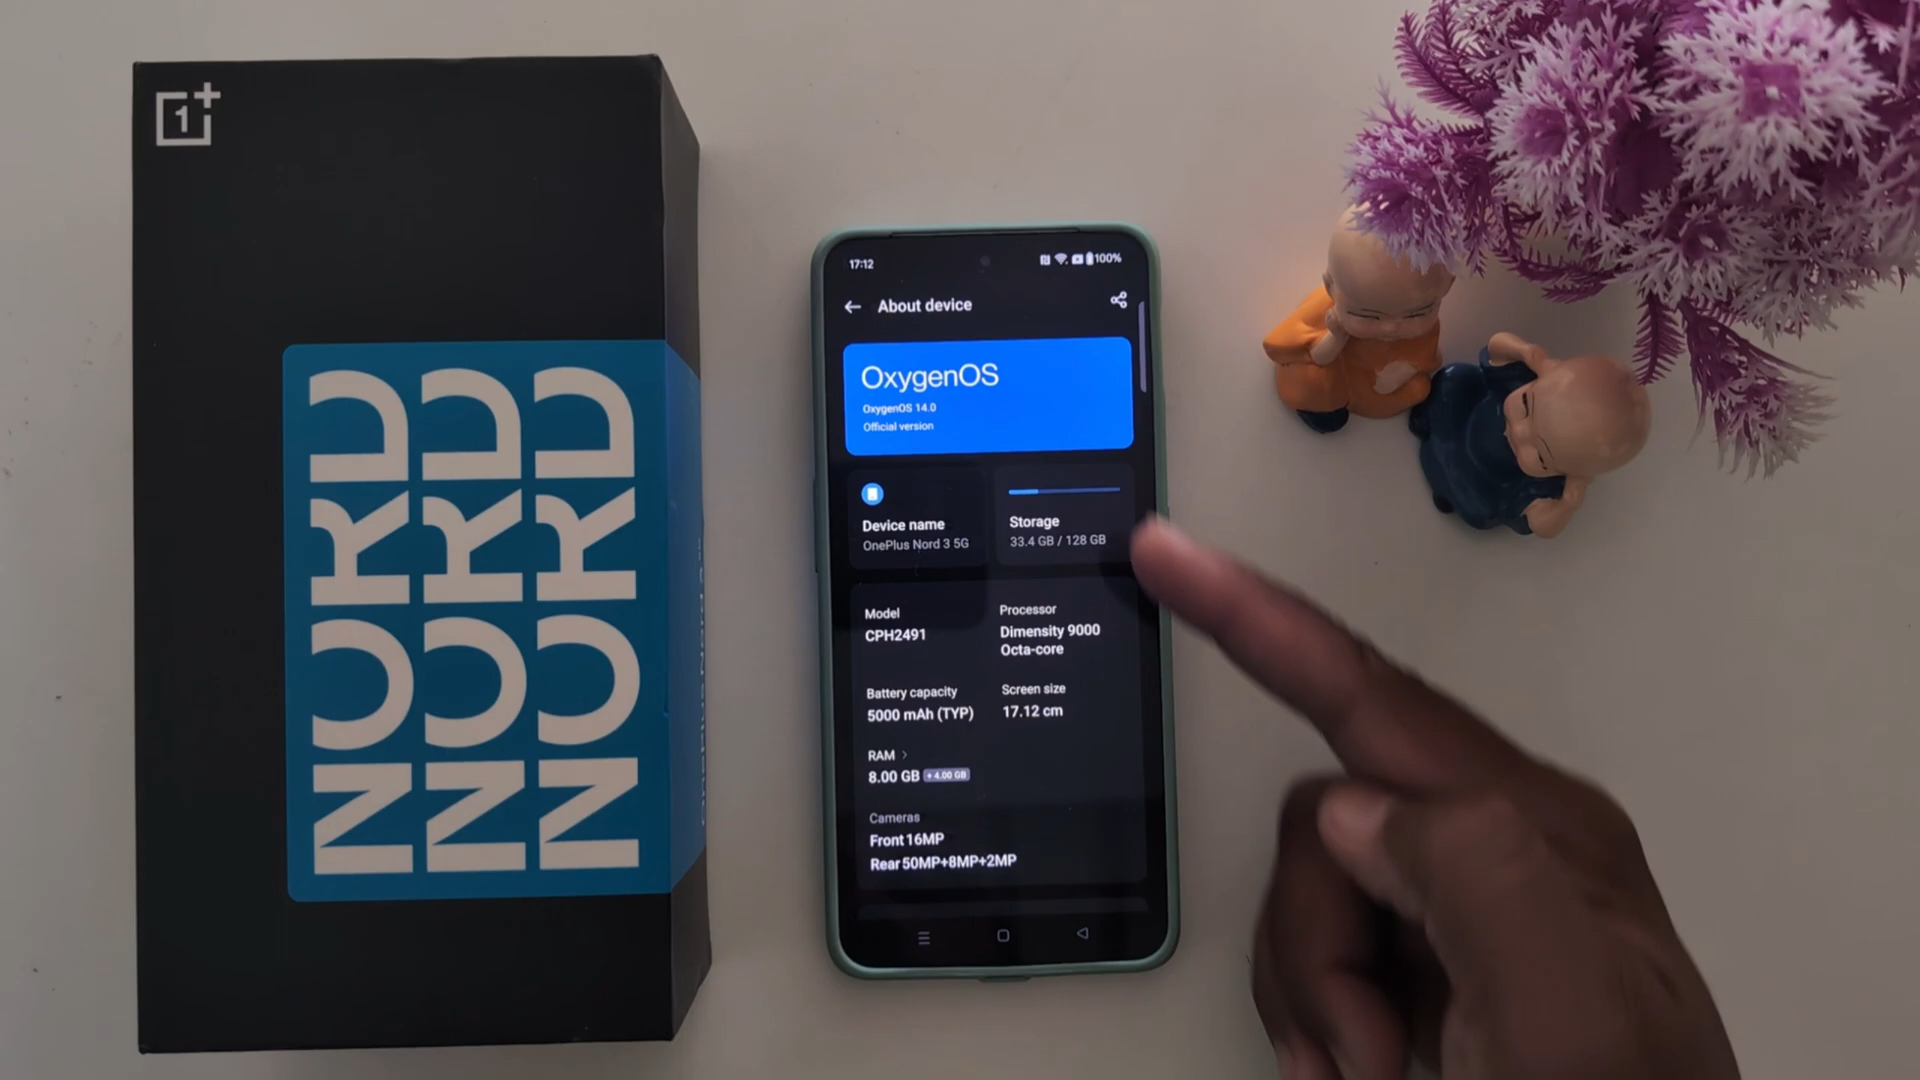 1+
NORD
NORD
NORD
17:12
100%
About device
OxygenOS
OxygenOS 14.0
Official version
Device name
OnePlus Nord 3 5G
Storage
33.4 GB / 128 GB
Model
CPH2491
Processor
Dimensity 9000
Octa-core
Battery capacity
5000 mAh (TYP)
Screen size
17.12 cm
RAM >
8.00 GB +4.00 GB
Cameras
Front 16MP
Rear 50MP+8MP+2MP